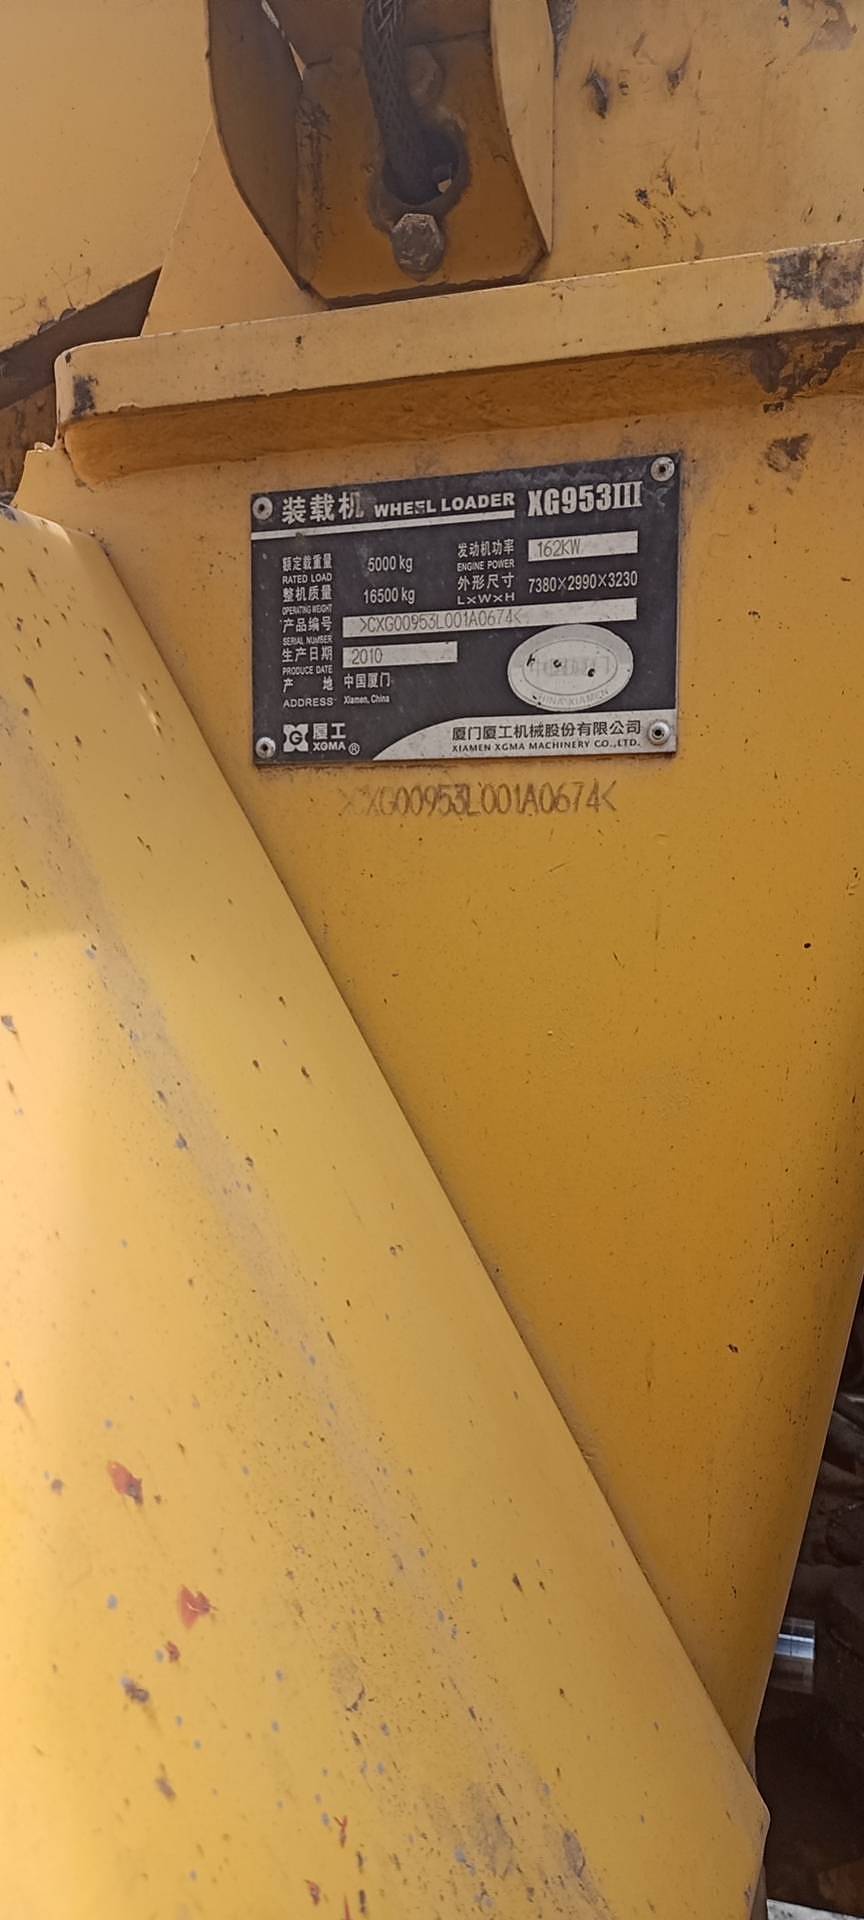 装载机 WHEEL LOADER XG953III
额定载重量 5000 kg 发动机功率 162KW
RATED LOAD ENGINE POWER
整机质量 16500 kg 外形尺寸 7380×2990×3230
OPERATING WEIGHT L×W×H
产品编号 >CXG00953L001A0674<
SERIAL NUMBER
生产日期 2010
PRODUCE DATE
产 地 中国厦门
ADDRESS Xiamen, China
CHINA XIAMEN
厦工 XGMA ®
厦门厦工机械股份有限公司
XIAMEN XGMA MACHINERY CO.,LTD.
>CXG00953L001A0674<